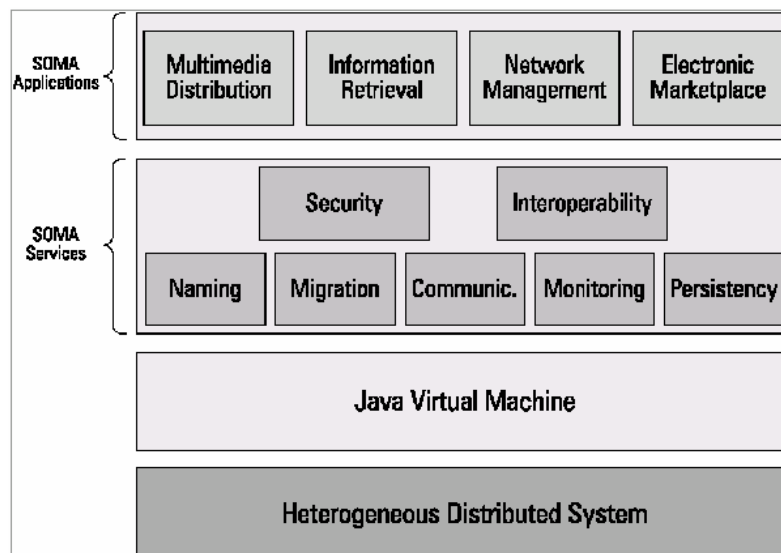 SOMA
Applications
Multimedia
Distribution
Information
Retrieval
Network
Management
Electronic
Marketplace
SOMA
Services
Security
Interoperability
Naming
Migration
Communic.
Monitoring
Persistency
Java Virtual Machine
Heterogeneous Distributed System